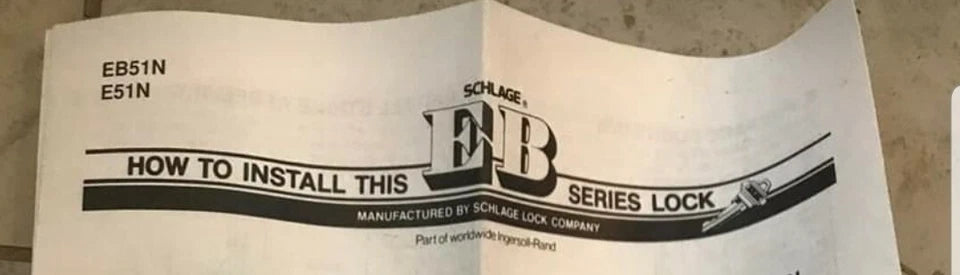 EB51N
E51N
SCHLAGE®
EB
HOW TO INSTALL THIS
SERIES LOCK
MANUFACTURED BY SCHLAGE LOCK COMPANY
Part of worldwide Ingersoll-Rand